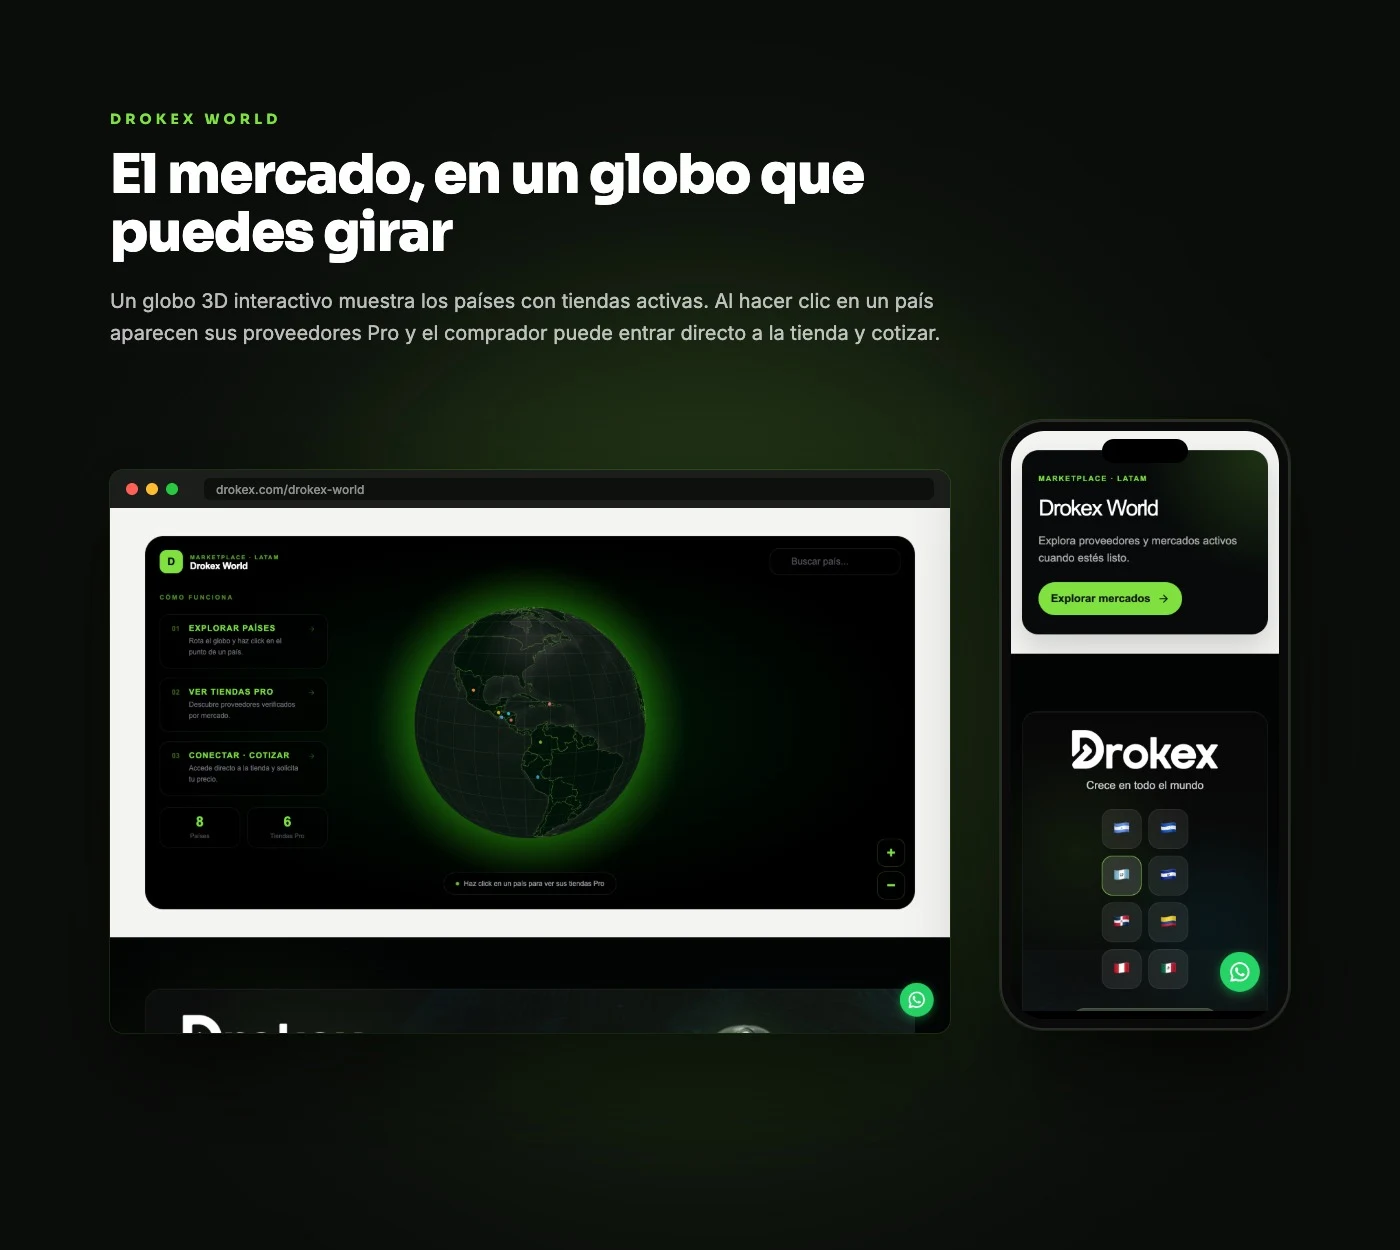 DROKEX WORLD
El mercado, en un globo que
puedes girar
Un globo 3D interactivo muestra los países con tiendas activas. Al hacer clic en un país
aparecen sus proveedores Pro y el comprador puede entrar directo a la tienda y cotizar.
drokex.com/drokex-world
D
MARKETPLACE · LATAM
Drokex World
Buscar país...
CÓMO FUNCIONA
01 EXPLORAR PAÍSES →
Rota el globo y haz click en el
punto de un país.
02 VER TIENDAS PRO →
Descubre proveedores verificados
por mercado.
03 CONECTAR · COTIZAR →
Accede directo a la tienda y solicita
tu precio.
8
Países
6
Tiendas Pro
Haz click en un país para ver sus tiendas Pro
+
−
Drokex
MARKETPLACE · LATAM
Drokex World
Explora proveedores y mercados activos
cuando estés listo.
Explorar mercados →
Drokex
Crece en todo el mundo